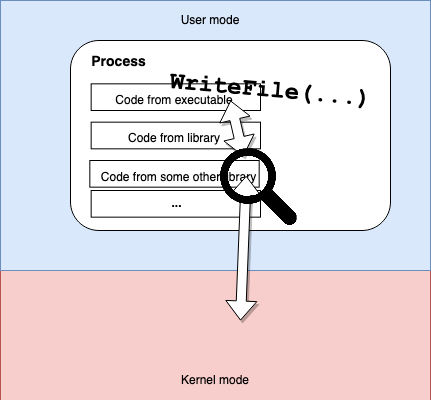 User mode
Process
WriteFile(...)
Code from executable
Code from library
Code from some other library
...
Kernel mode